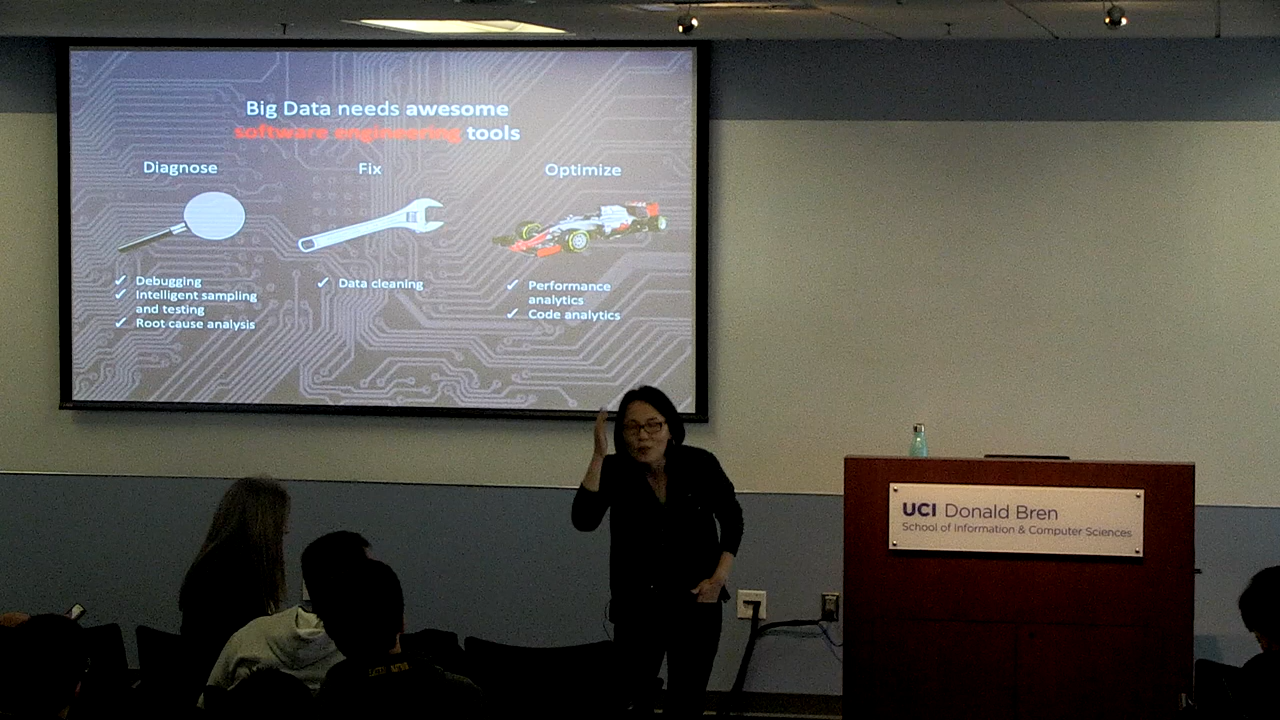 Big Data needs awesome
software engineering tools
Diagnose
Fix
Optimize
✓ Debugging
✓ Intelligent sampling
and testing
✓ Root cause analysis
✓ Data cleaning
✓ Performance
analytics
✓ Code analytics
UCI Donald Bren
School of Information & Computer Sciences